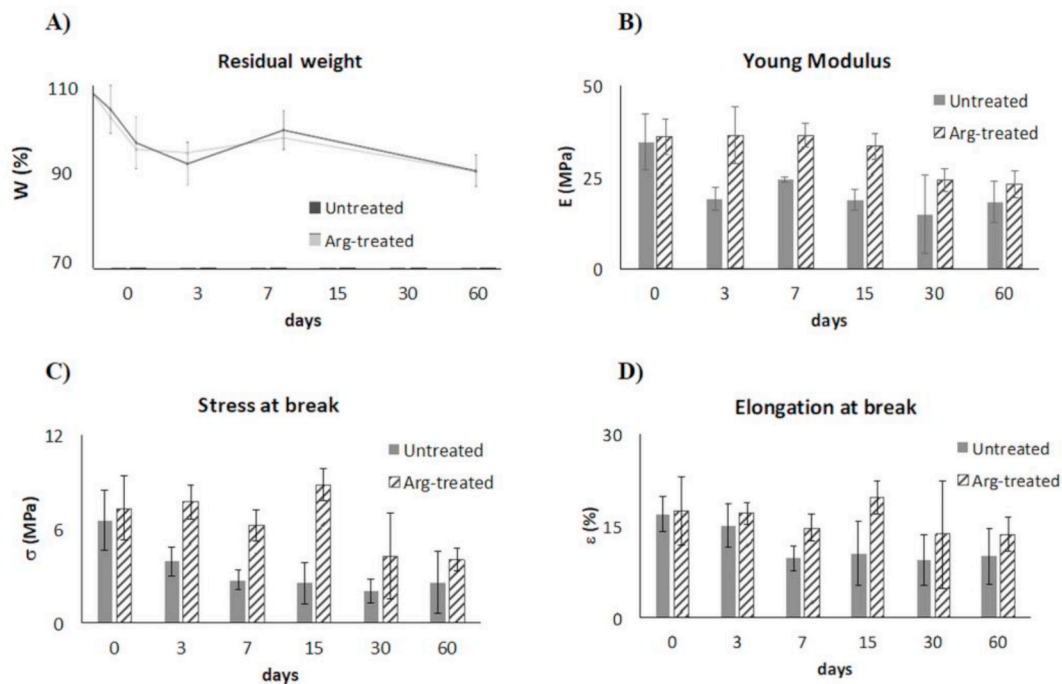 A)
Residual weight
110
90
70
W (%)
Untreated
Arg-treated
0 3 7 15 30 60
days
B)
Young Modulus
50
25
0
E (MPa)
Untreated
Arg-treated
0 3 7 15 30 60
days
C)
Stress at break
12
6
0
σ (MPa)
Untreated
Arg-treated
0 3 7 15 30 60
days
D)
Elongation at break
30
15
0
ε (%)
Untreated
Arg-treated
0 3 7 15 30 60
days